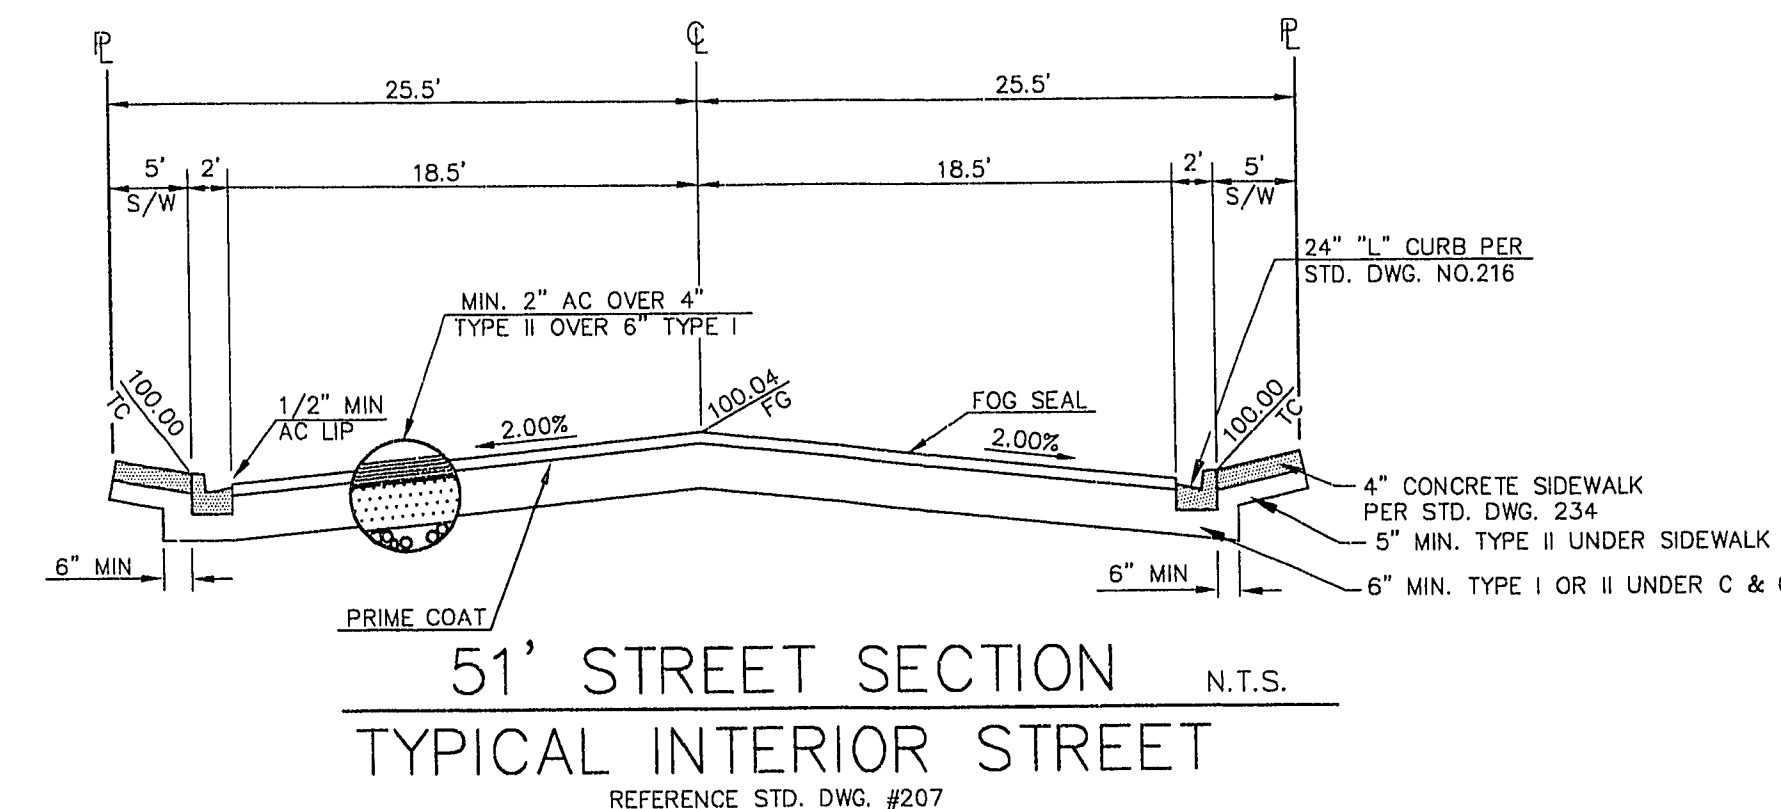 PL
CL
PL
25.5'
25.5'
5'
2'
18.5'
18.5'
2'
5'
S/W
S/W
24" "L" CURB PER
STD. DWG. NO.216
MIN. 2" AC OVER 4"
TYPE II OVER 6" TYPE I
100.00
TC
1/2" MIN
AC LIP
2.00%
100.04
FG
FOG SEAL
2.00%
100.00
TC
4" CONCRETE SIDEWALK
PER STD. DWG. 234
5" MIN. TYPE II UNDER SIDEWALK
6" MIN
6" MIN
6" MIN. TYPE I OR II UNDER C &
PRIME COAT
51' STREET SECTION
N.T.S.
TYPICAL INTERIOR STREET
REFERENCE STD. DWG. #207